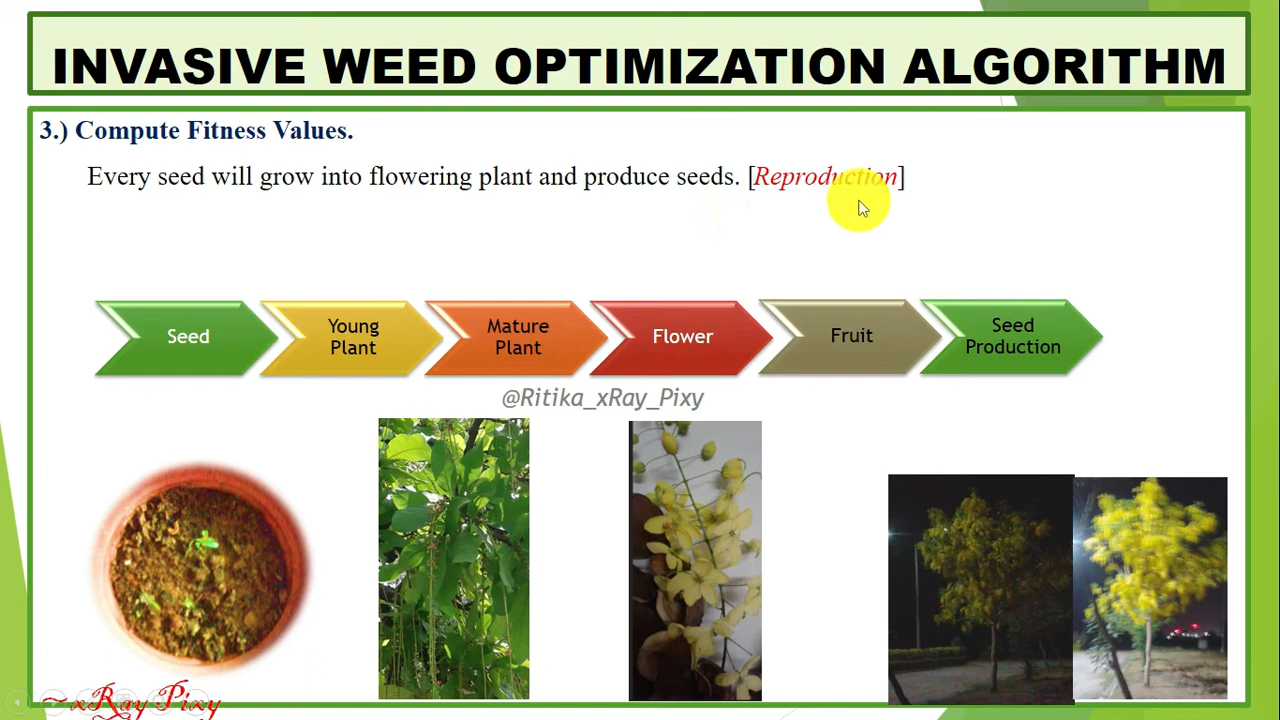 INVASIVE WEED OPTIMIZATION ALGORITHM
3.) Compute Fitness Values.
Every seed will grow into flowering plant and produce seeds. [Reproduction]
Seed
Young
Plant
Mature
Plant
Flower
Fruit
Seed
Production
@Ritika_xRay_Pixy
~xRay Pixy